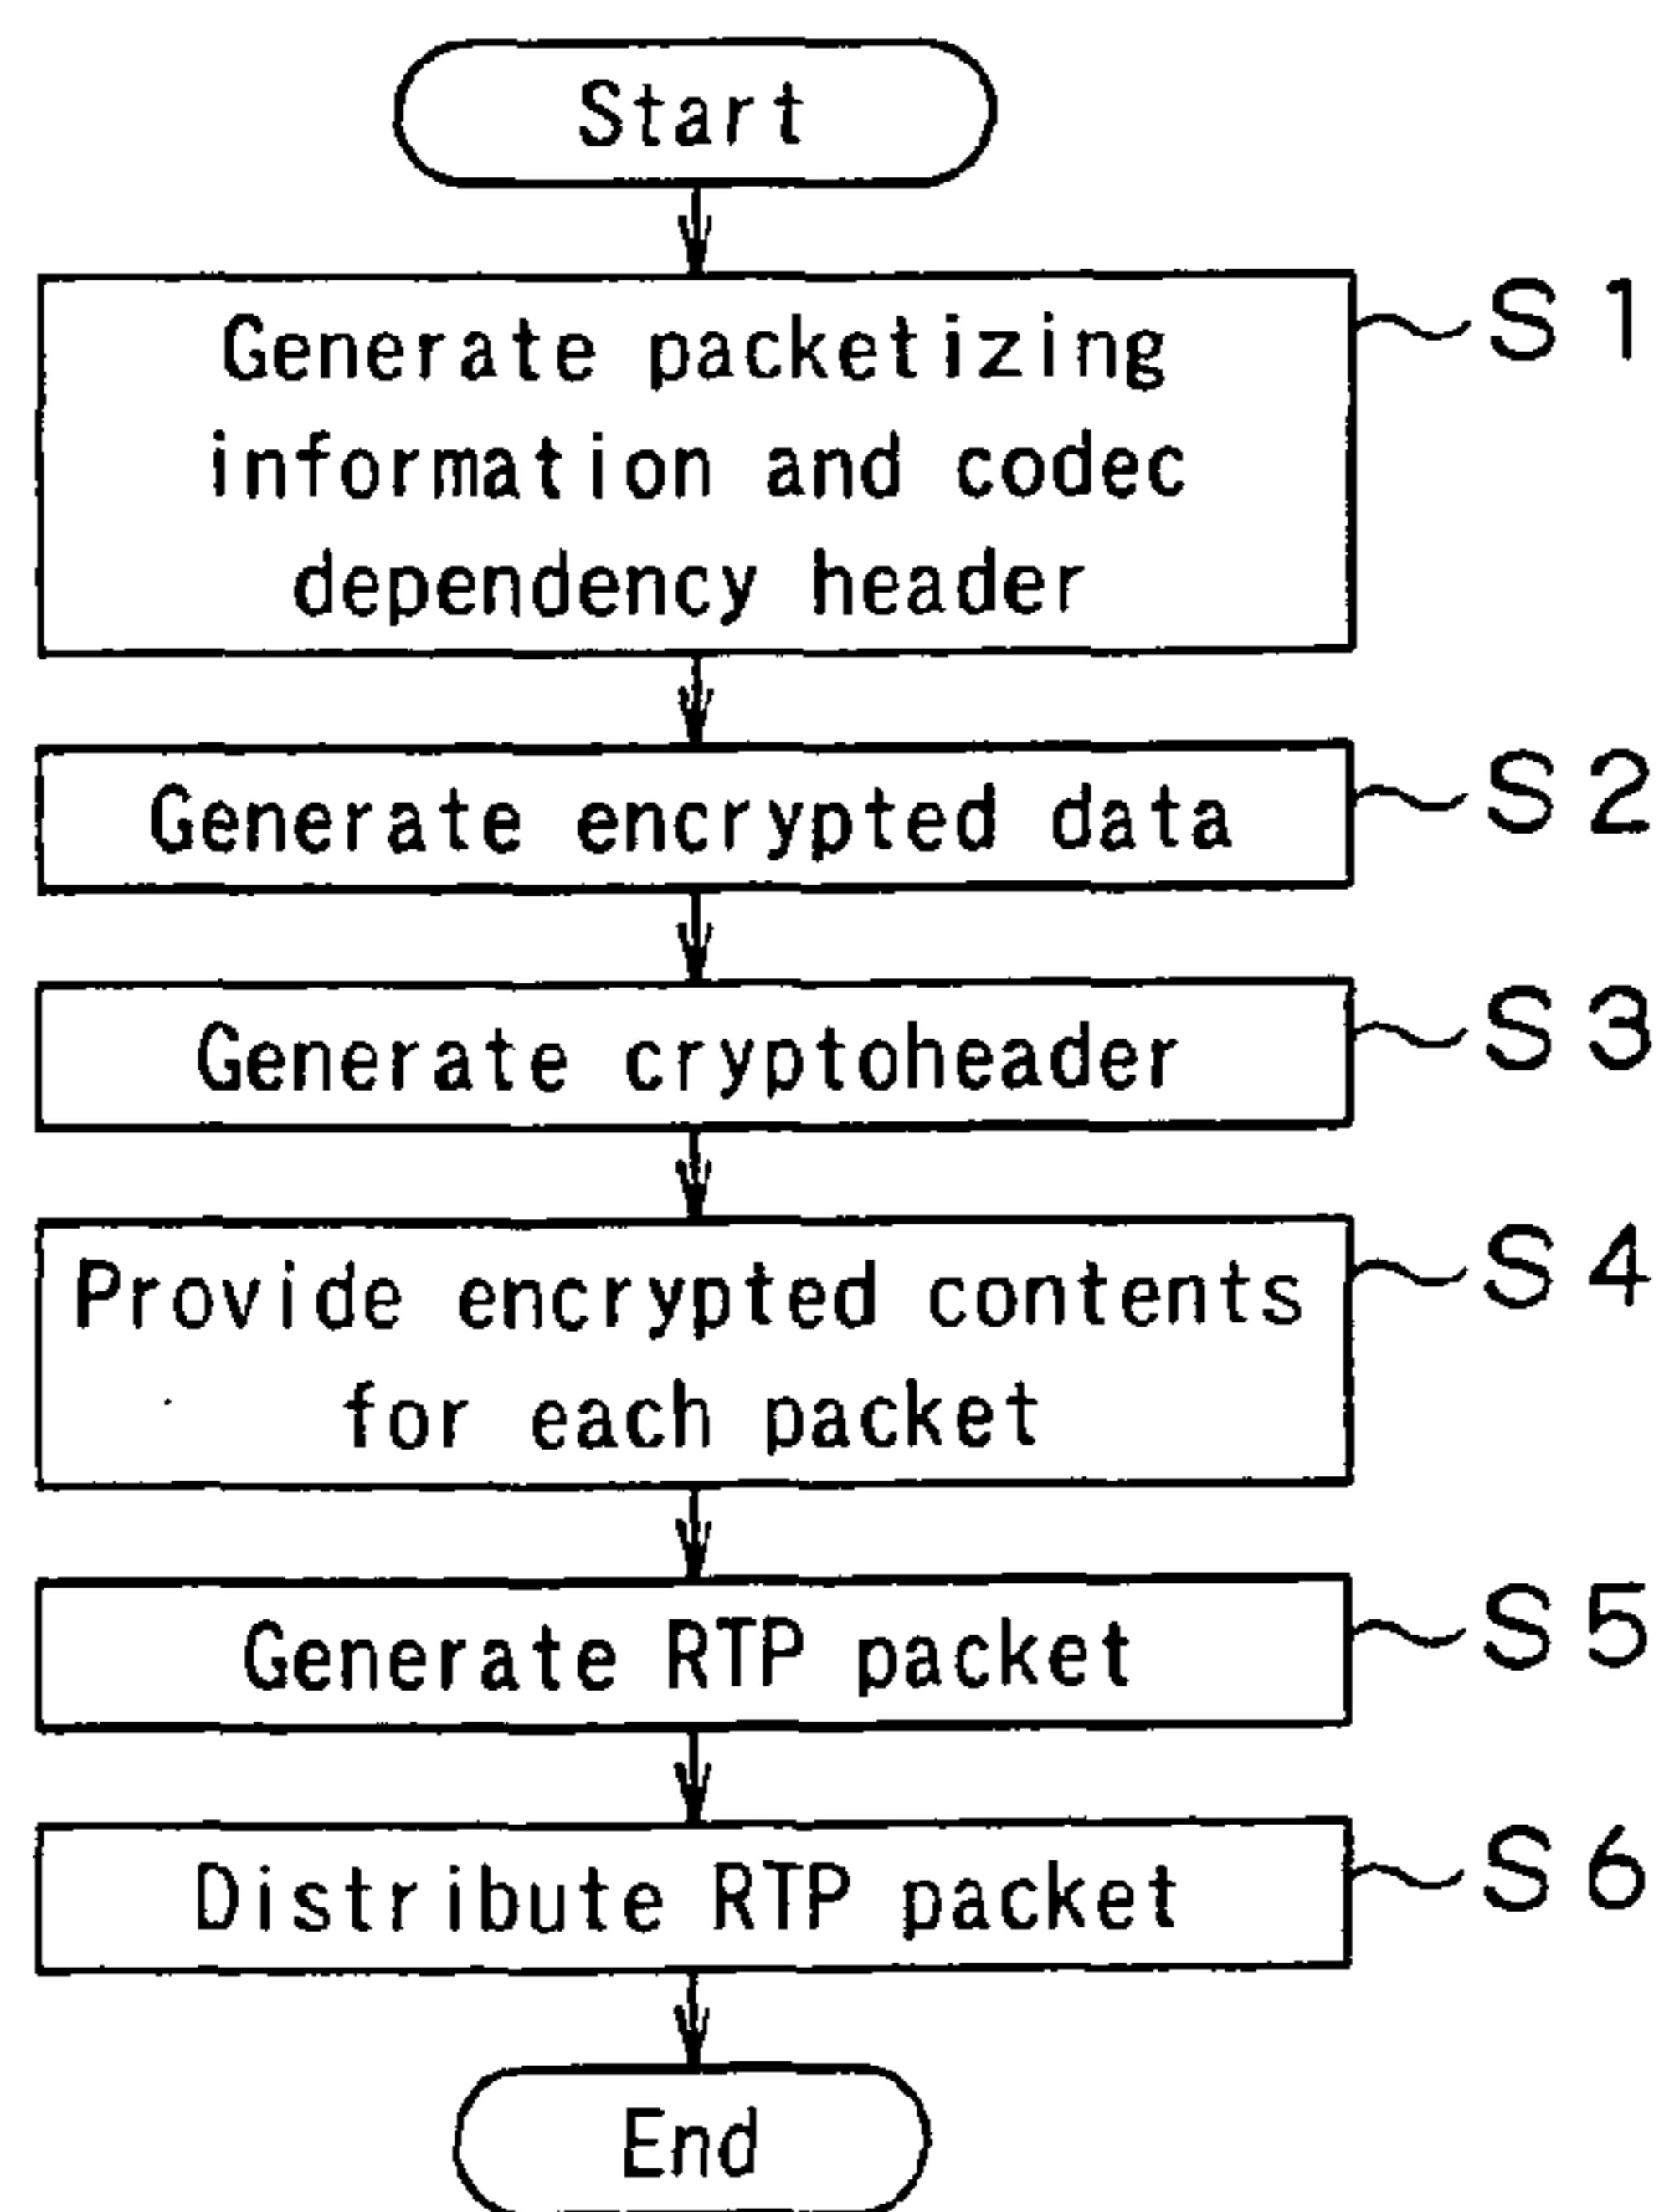 Start
Generate packetizing
information and codec
dependency header
S1
Generate encrypted data
S2
Generate cryptoheader
S3
Provide encrypted contents
for each packet
S4
Generate RTP packet
S5
Distribute RTP packet
S6
End